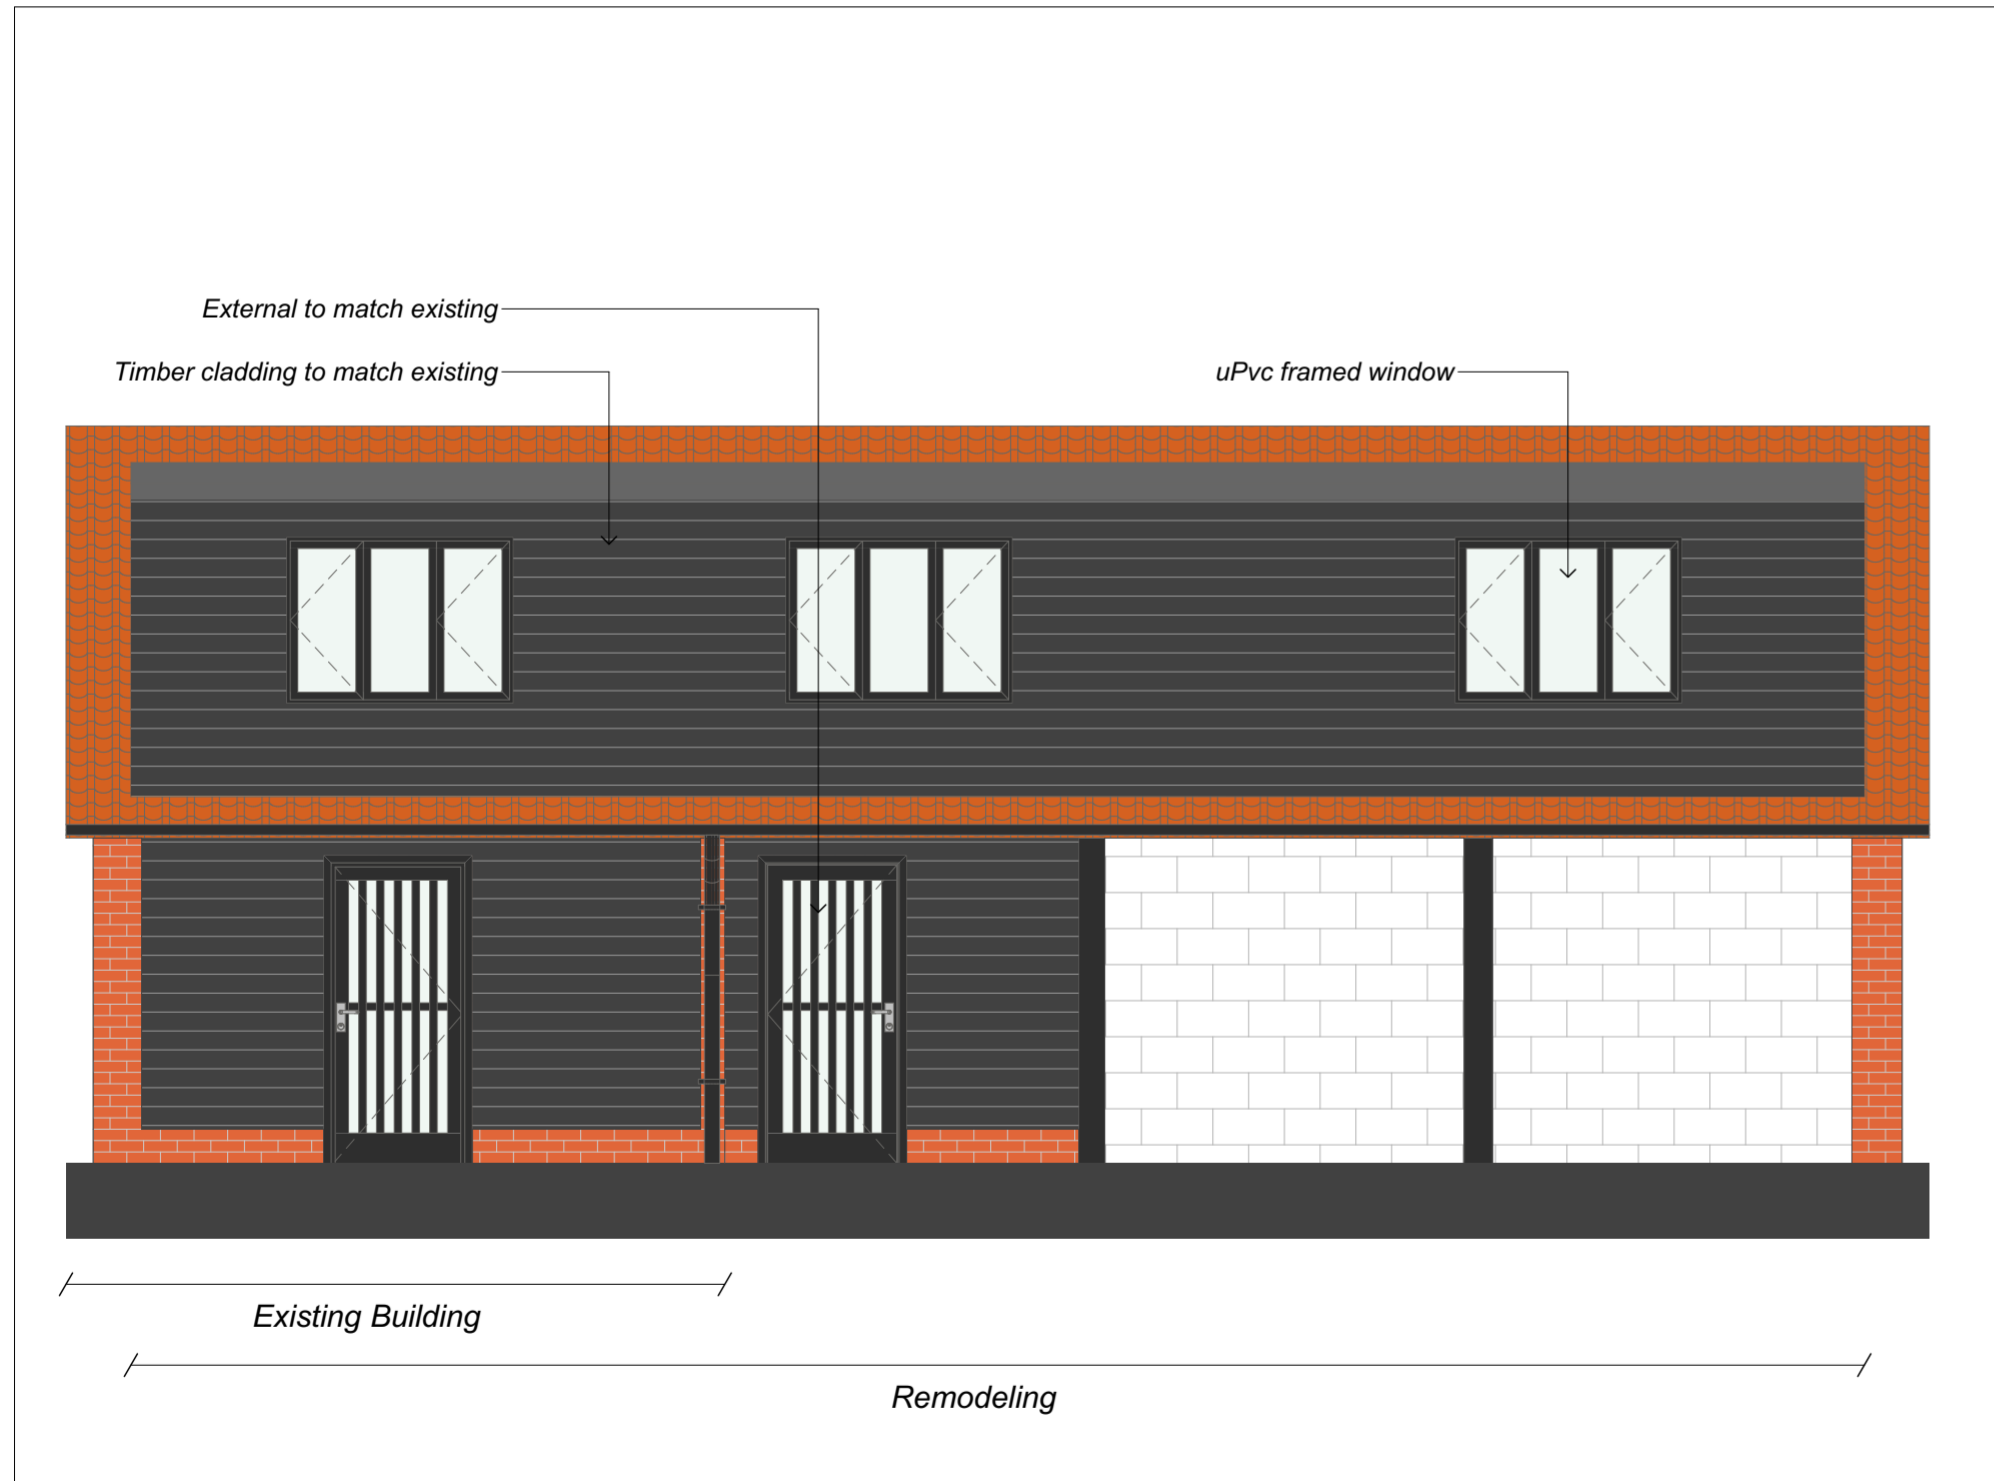 External to match existing
Timber cladding to match existing
uPvc framed window
Existing Building
Remodeling